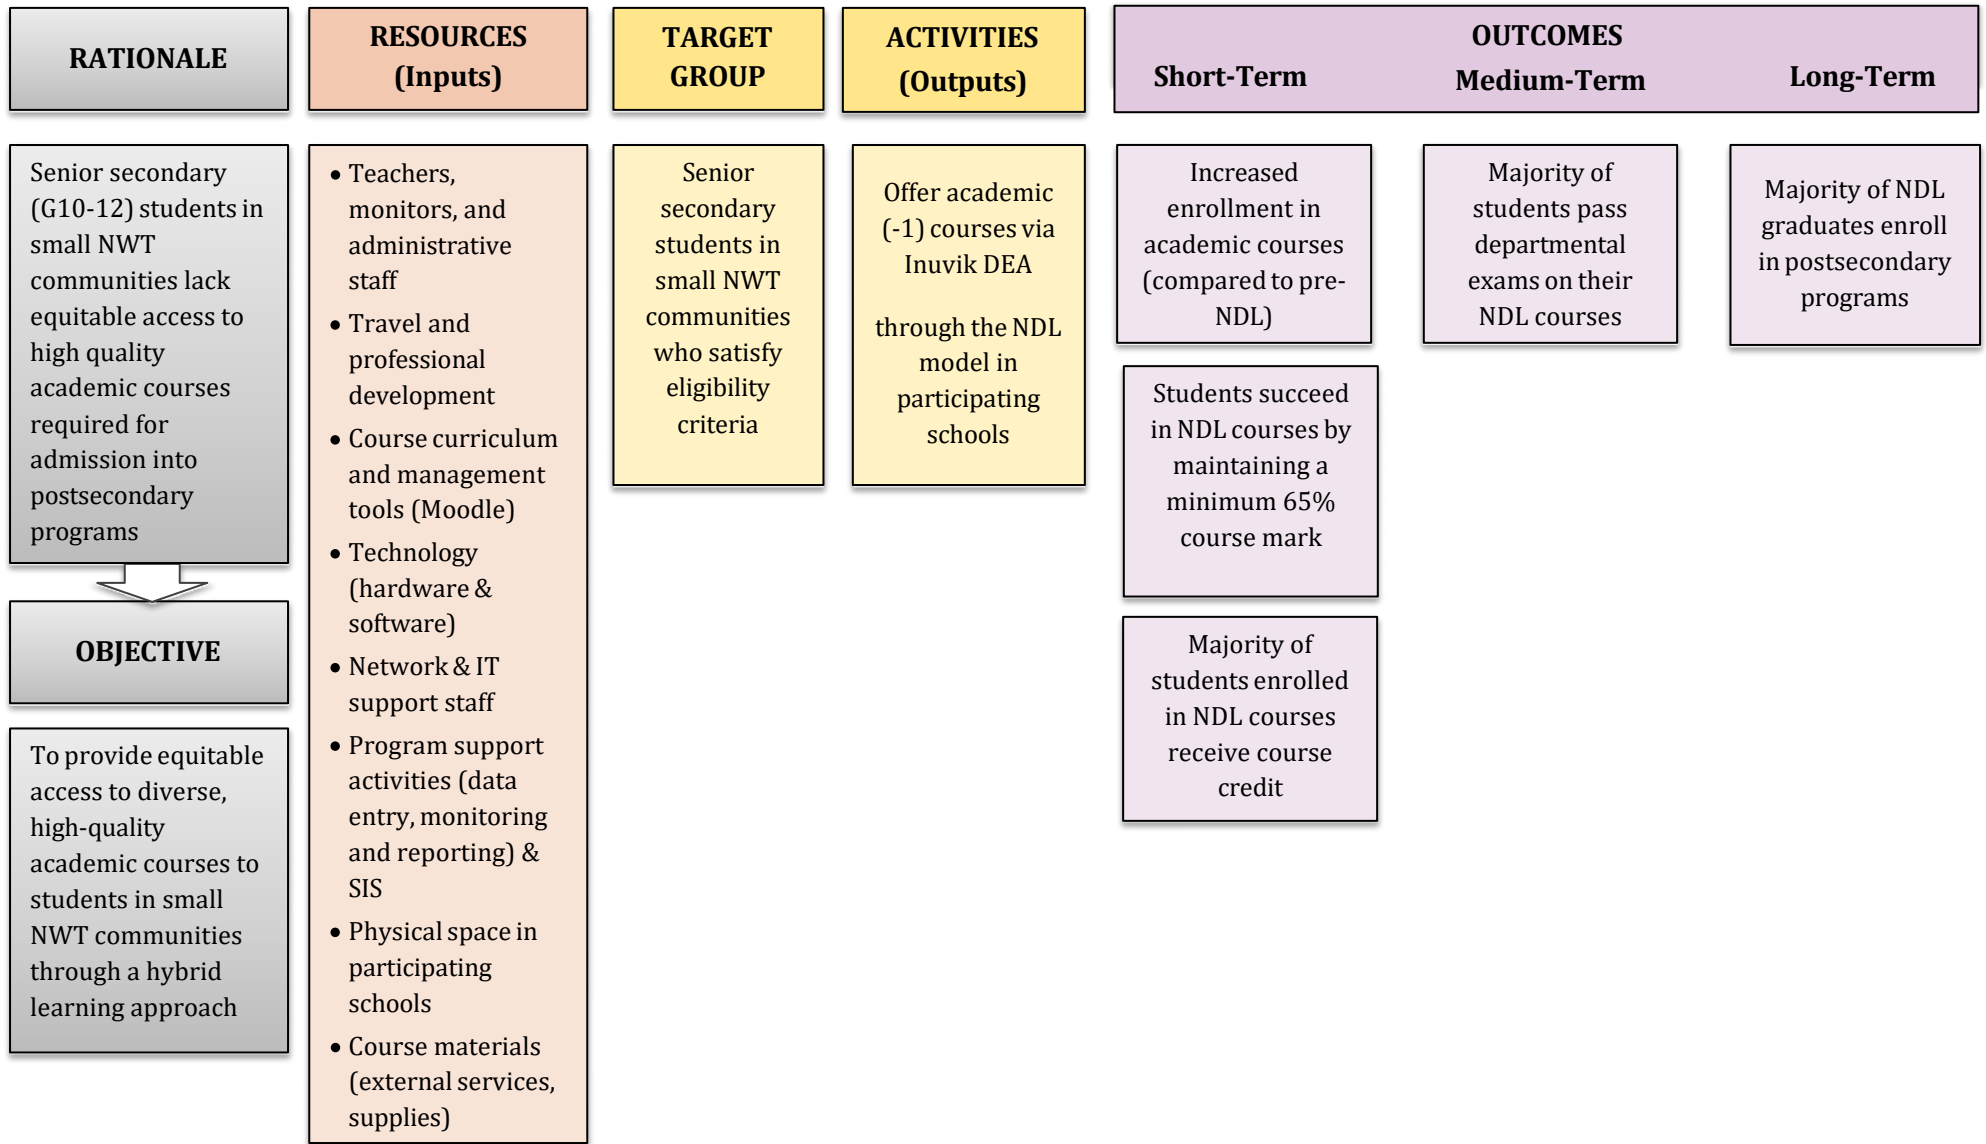 RATIONALE
RESOURCES
(Inputs)
TARGET
GROUP
ACTIVITIES
(Outputs)
OUTCOMES
Short-Term
Medium-Term
Long-Term
Senior secondary
(G10-12) students in
small NWT
communities lack
equitable access to
high quality
academic courses
required for
admission into
postsecondary
programs
OBJECTIVE
To provide equitable
access to diverse,
high-quality
academic courses to
students in small
NWT communities
through a hybrid
learning approach
• Teachers,
monitors, and
administrative
staff
• Travel and
professional
development
• Course curriculum
and management
tools (Moodle)
• Technology
(hardware &
software)
• Network & IT
support staff
• Program support
activities (data
entry, monitoring
and reporting) &
SIS
• Physical space in
participating
schools
• Course materials
(external services,
supplies)
Senior
secondary
students in
small NWT
communities
who satisfy
eligibility
criteria
Offer academic
(-1) courses via
Inuvik DEA
through the NDL
model in
participating
schools
Increased
enrollment in
academic courses
(compared to pre-
NDL)
Students succeed
in NDL courses by
maintaining a
minimum 65%
course mark
Majority of
students enrolled
in NDL courses
receive course
credit
Majority of
students pass
departmental
exams on their
NDL courses
Majority of NDL
graduates enroll
in postsecondary
programs